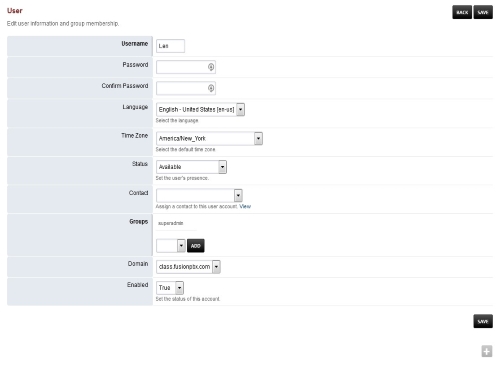 User
BACK SAVE
Edit user information and group membership.
Username Lan
Password
Confirm Password
Language English - United States [en-us]
Select the language.
Time Zone America/New_York
Select the default time zone.
Status Available
Set the user's presence.
Contact
Assign a contact to this user account. View
Groups superadmin
ADD
Domain class.fusionpbx.com
Enabled True
Set the status of this account.
SAVE